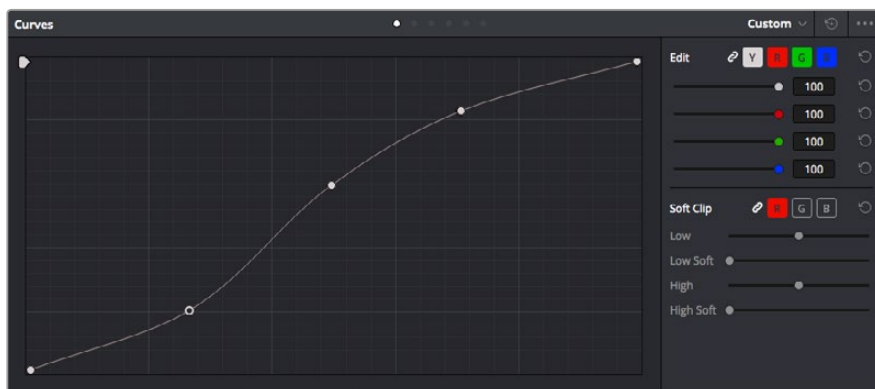 Curves
Custom
Edit Y R G B
100
100
100
100
Soft Clip R G B
Low
Low Soft
High
High Soft